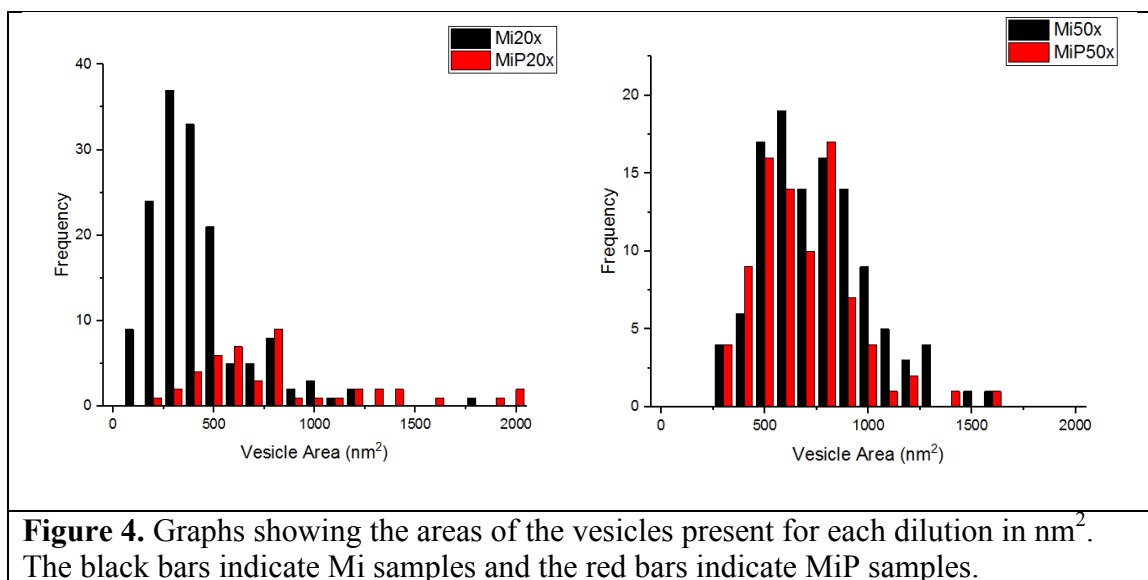 Mi20x
MiP20x
40
30
20
10
0
Frequency
0 500 1000 1500 2000
Vesicle Area (nm²)
Mi50x
MiP50x
20
15
10
5
0
Frequency
0 500 1000 1500 2000
Vesicle Area (nm²)
Figure 4. Graphs showing the areas of the vesicles present for each dilution in nm².
The black bars indicate Mi samples and the red bars indicate MiP samples.